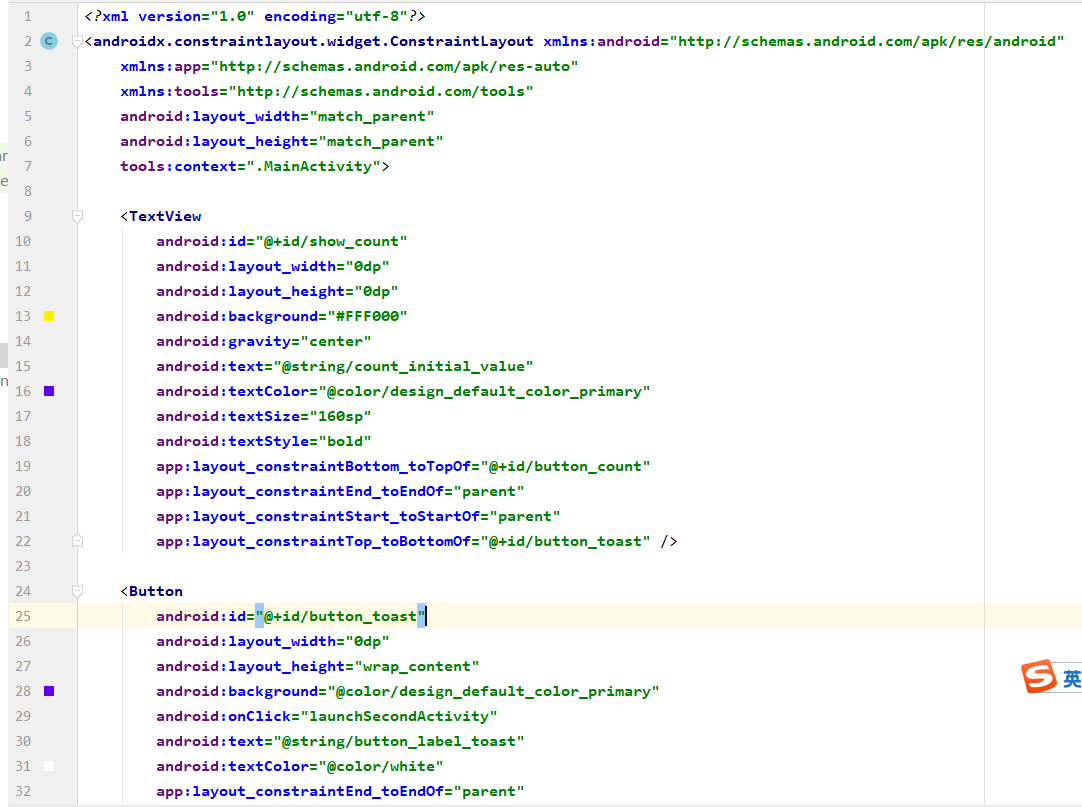 1 <?xml version="1.0" encoding="utf-8"?>
2 C <androidx.constraintlayout.widget.ConstraintLayout xmlns:android="http://schemas.android.com/apk/res/android"
3 xmlns:app="http://schemas.android.com/apk/res-auto"
4 xmlns:tools="http://schemas.android.com/tools"
5 android:layout_width="match_parent"
6 android:layout_height="match_parent"
7 tools:context=".MainActivity">
8
9 <TextView
10 android:id="@+id/show_count"
11 android:layout_width="0dp"
12 android:layout_height="0dp"
13 android:background="#FFF000"
14 android:gravity="center"
15 android:text="@string/count_initial_value"
16 android:textColor="@color/design_default_color_primary"
17 android:textSize="160sp"
18 android:textStyle="bold"
19 app:layout_constraintBottom_toTopOf="@+id/button_count"
20 app:layout_constraintEnd_toEndOf="parent"
21 app:layout_constraintStart_toStartOf="parent"
22 app:layout_constraintTop_toBottomOf="@+id/button_toast" />
23
24 <Button
25 android:id="@+id/button_toast"
26 android:layout_width="0dp"
27 android:layout_height="wrap_content"
28 android:background="@color/design_default_color_primary"
29 android:onClick="launchSecondActivity"
30 android:text="@string/button_label_toast"
31 android:textColor="@color/white"
32 app:layout_constraintEnd_toEndOf="parent"
S 英